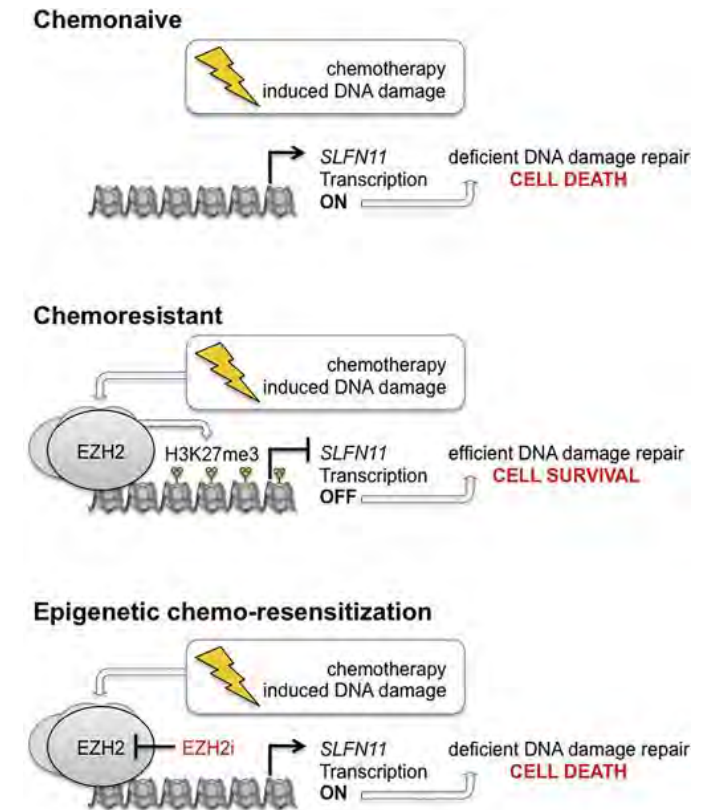 Chemonaive
chemotherapy
induced DNA damage
SLFN11
Transcription
ON
deficient DNA damage repair
CELL DEATH
Chemoresistant
chemotherapy
induced DNA damage
EZH2
H3K27me3
SLFN11
Transcription
OFF
efficient DNA damage repair
CELL SURVIVAL
Epigenetic chemo-resensitization
chemotherapy
induced DNA damage
EZH2
EZH2i
SLFN11
Transcription
ON
deficient DNA damage repair
CELL DEATH